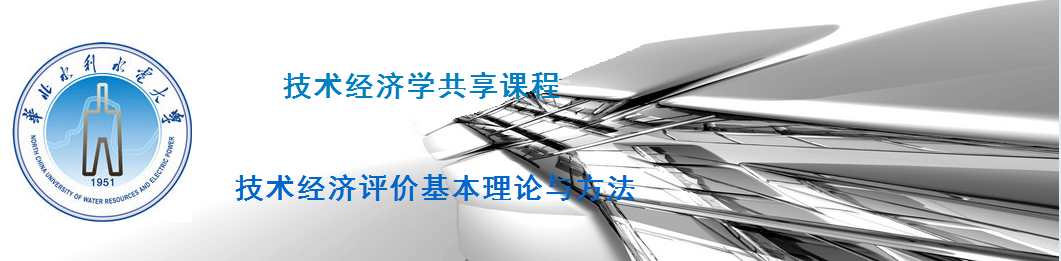 华北水利水电大学
NORTH CHINA UNIVERSITY OF WATER RESOURCES AND ELECTRIC POWER
1951
技术经济学共享课程
技术经济评价基本理论与方法